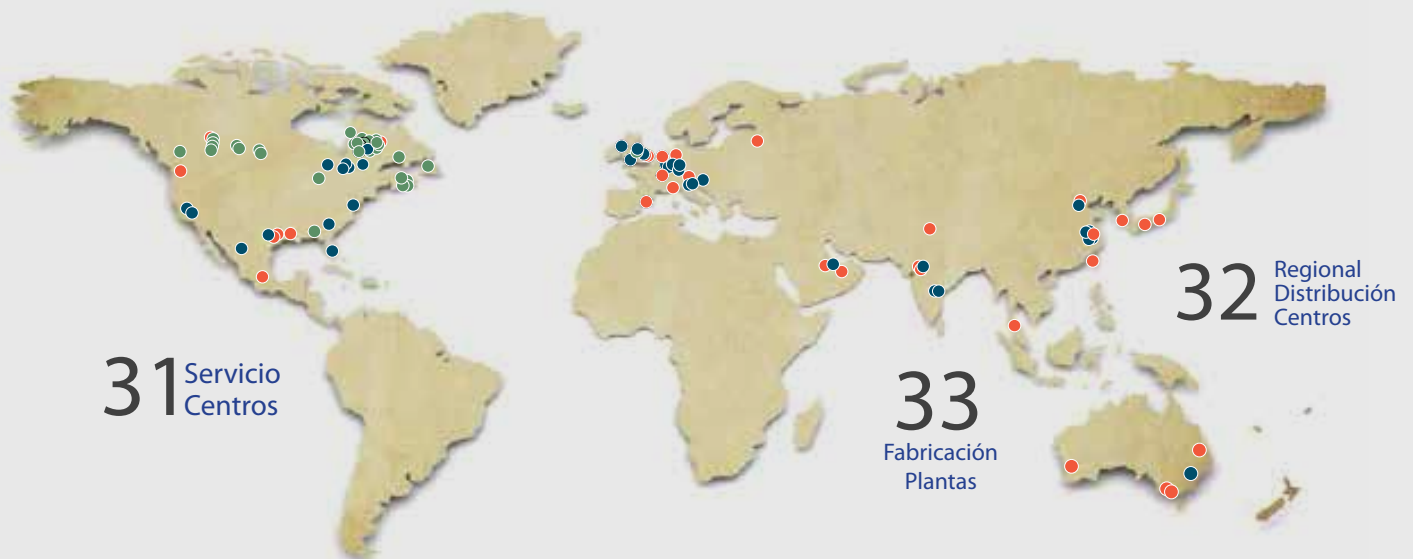 31 Servicio
Centros
33
Fabricación
Plantas
32 Regional
Distribución
Centros